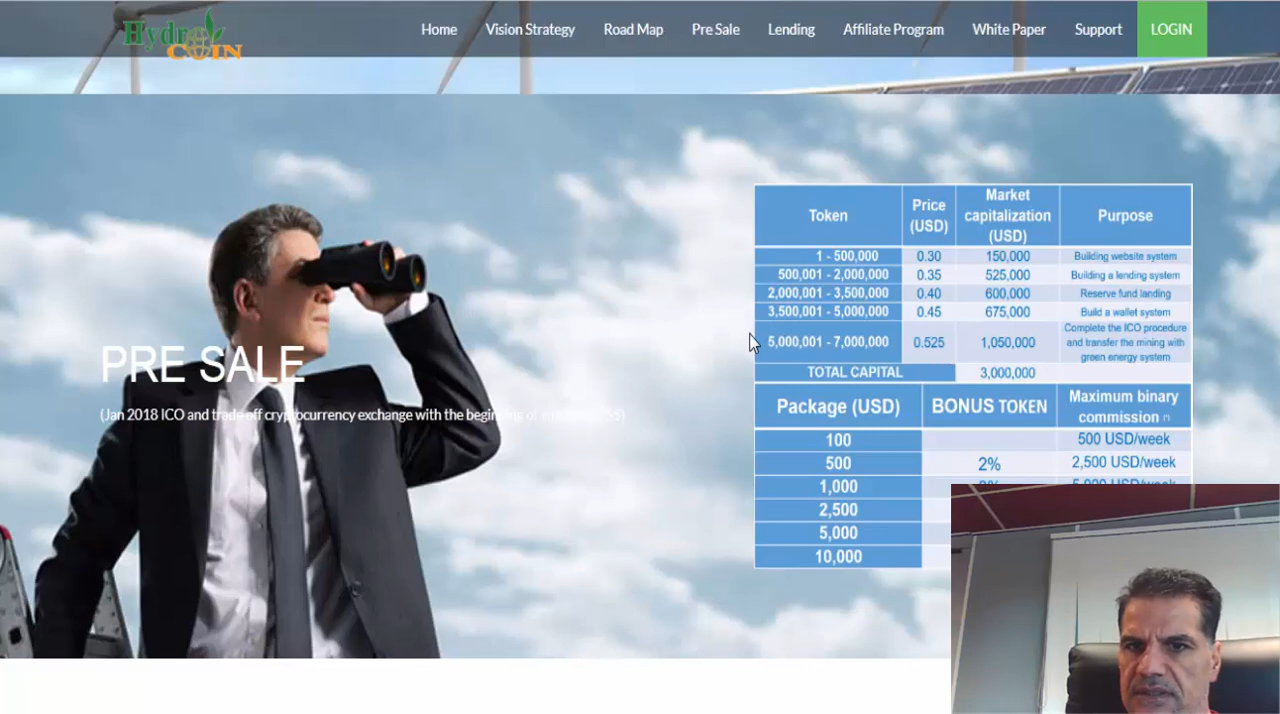 Hydro
COIN
Home Vision Strategy Road Map Pre Sale Lending Affiliate Program White Paper Support LOGIN
PRE SALE
(Jan 2018 ICO and trade off cryptocurrency exchange with the
Token Price (USD) Market capitalization (USD) Purpose
1 - 500,000 0.30 150,000 Building website system
500,001 - 2,000,000 0.35 525,000 Building a lending system
2,000,001 - 3,500,000 0.40 600,000 Reserve fund landing
3,500,001 - 5,000,000 0.45 675,000 Build a wallet system
5,000,001 - 7,000,000 0.525 1,050,000 Complete the ICO procedure
and transfer the mining with
green energy system
TOTAL CAPITAL 3,000,000
Package (USD) BONUS TOKEN Maximum binary
commission (*)
100 500 USD/week
500 2% 2,500 USD/week
1,000
2,500
5,000
10,000